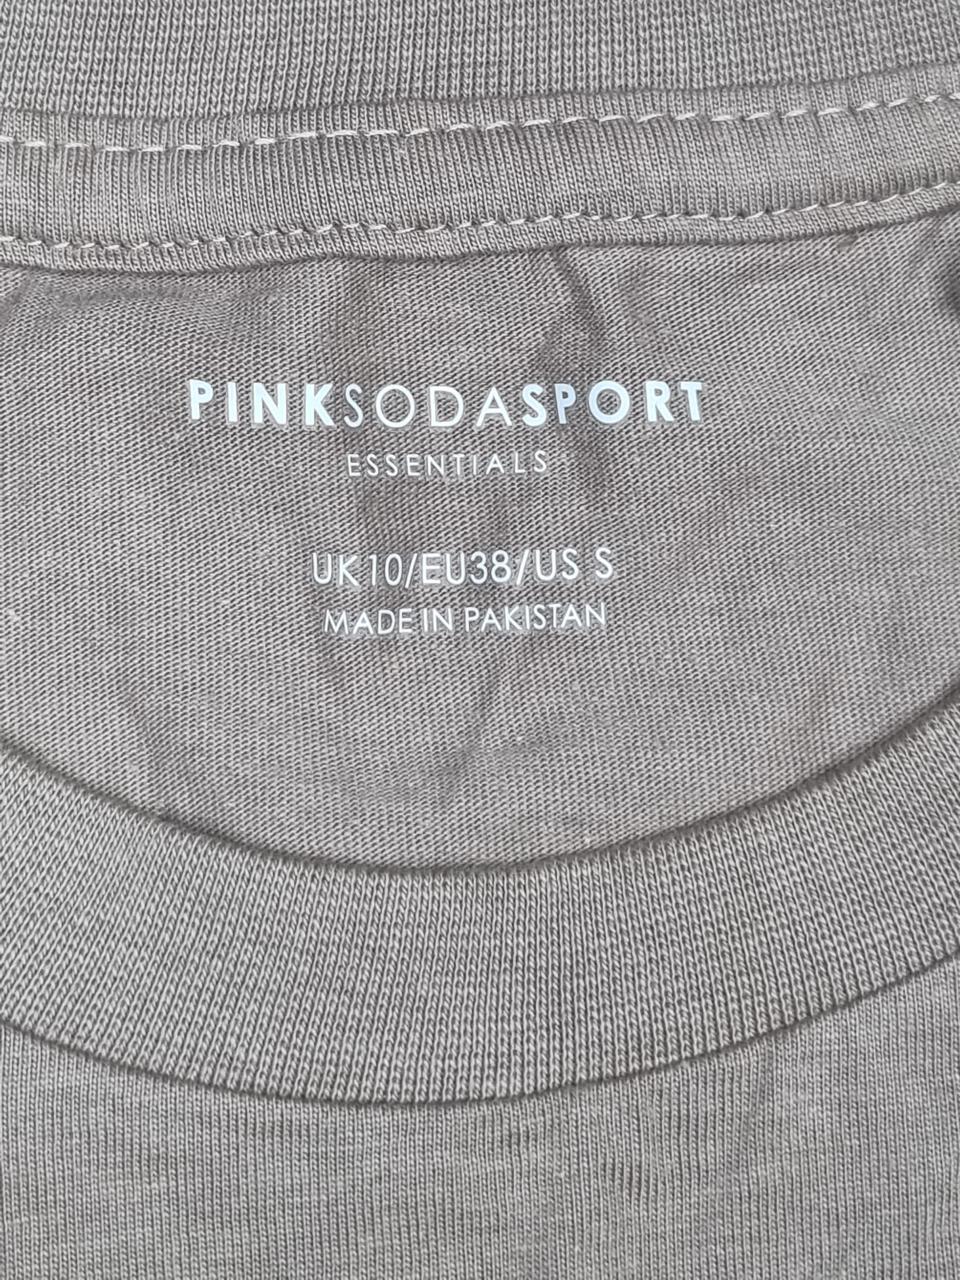 PINKSODASPORT
ESSENTIALS
UK10/EU38/US S
MADE IN PAKISTAN